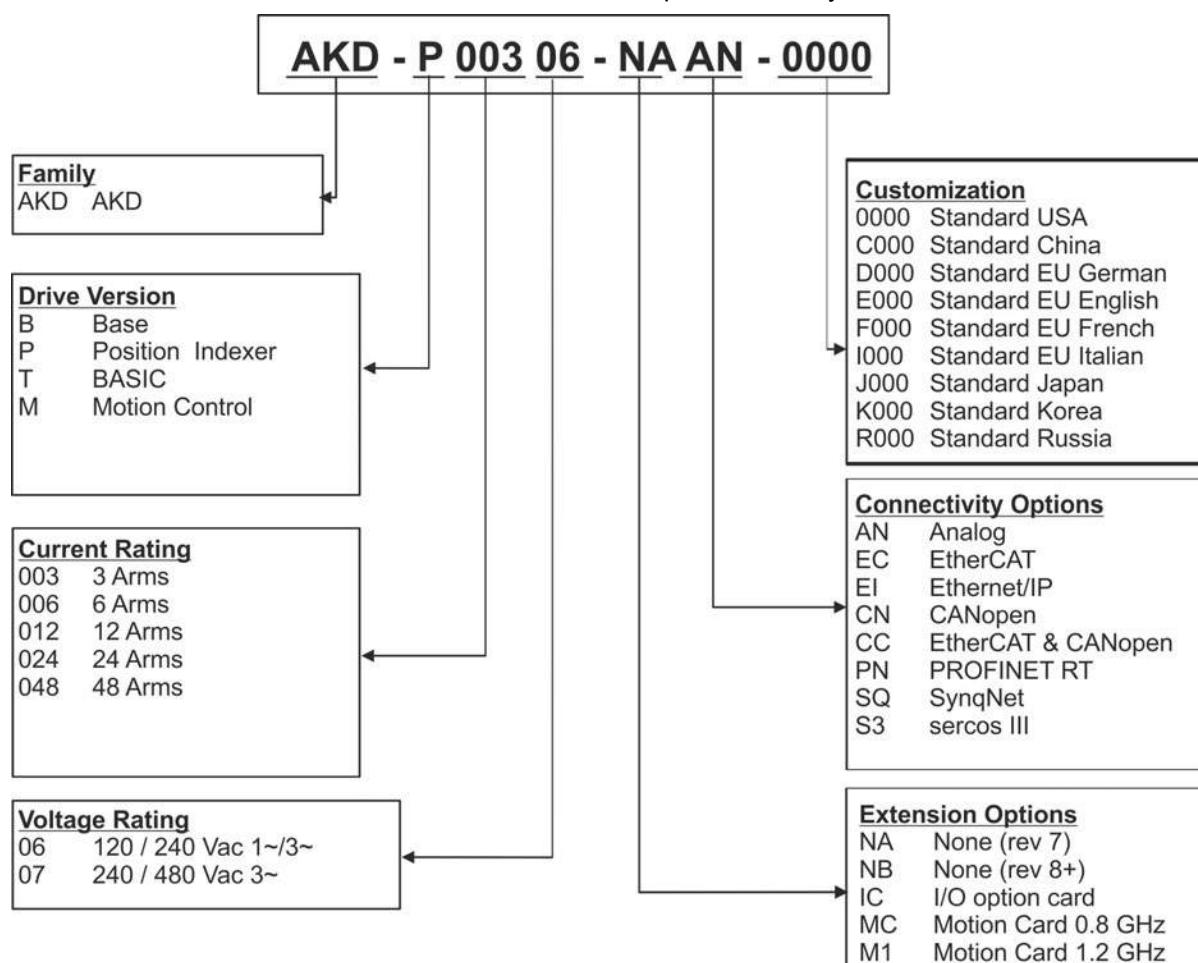 AKD - P 003 06 - NA AN - 0000
Family
AKD AKD
Drive Version
B Base
P Position Indexer
T BASIC
M Motion Control
Current Rating
003 3 Arms
006 6 Arms
012 12 Arms
024 24 Arms
048 48 Arms
Voltage Rating
06 120 / 240 Vac 1~/3~
07 240 / 480 Vac 3~
Customization
0000 Standard USA
C000 Standard China
D000 Standard EU German
E000 Standard EU English
F000 Standard EU French
I000 Standard EU Italian
J000 Standard Japan
K000 Standard Korea
R000 Standard Russia
Connectivity Options
AN Analog
EC EtherCAT
EI Ethernet/IP
CN CANopen
CC EtherCAT & CANopen
PN PROFINET RT
SQ SynqNet
S3 sercos III
Extension Options
NA None (rev 7)
NB None (rev 8+)
IC I/O option card
MC Motion Card 0.8 GHz
M1 Motion Card 1.2 GHz